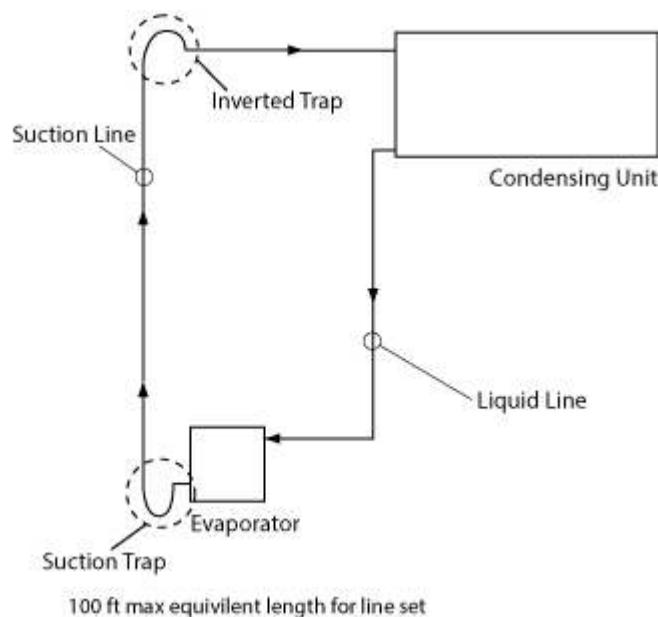 Inverted Trap
Suction Line
Condensing Unit
Liquid Line
Evaporator
Suction Trap
100 ft max equivilent length for line set